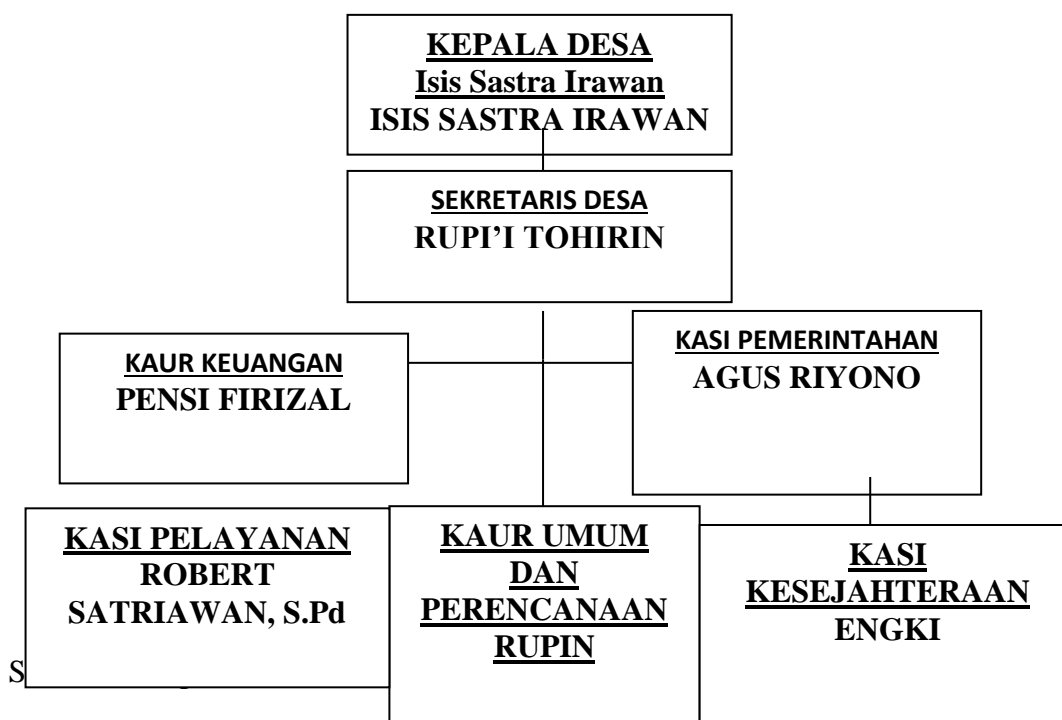 KEPALA DESA
Isis Sastra Irawan
ISIS SASTRA IRAWAN
SEKRETARIS DESA
RUPI’I TOHIRIN
KAUR KEUANGAN
PENSI FIRIZAL
KASI PEMERINTAHAN
AGUS RIYONO
KASI PELAYANAN
ROBERT
SATRIAWAN, S.Pd
KAUR UMUM
DAN
PERENCANAAN
RUPIN
KASI
KESEJAHTERAAN
ENGKI
S